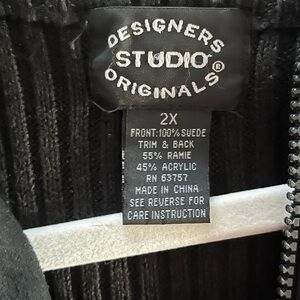 DESIGNERS
STUDIO®
ORIGINALS
2X
FRONT:100% SUEDE
TRIM & BACK
55% RAMIE
45% ACRYLIC
RN 63757
MADE IN CHINA
SEE REVERSE FOR
CARE INSTRUCTION